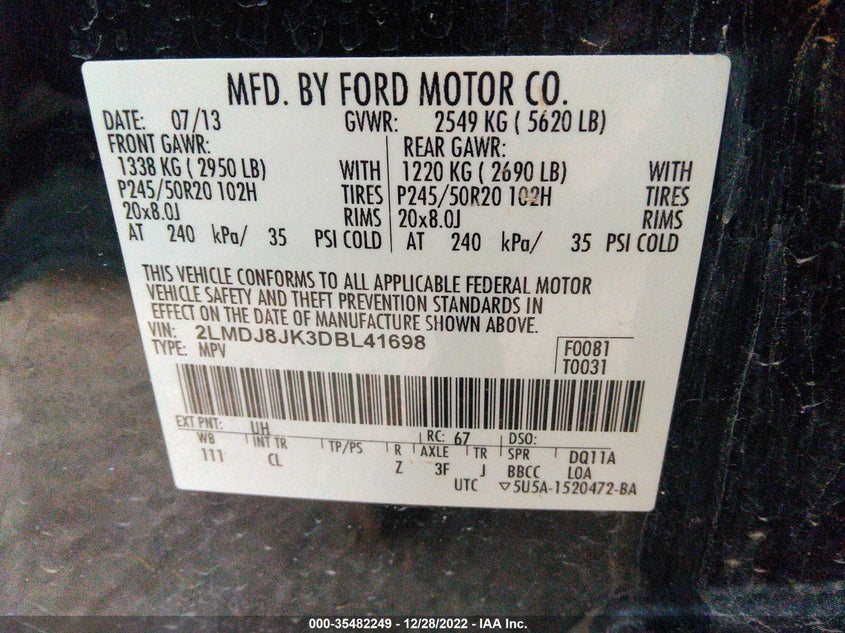 MFD. BY FORD MOTOR CO.
DATE: 07/13 GVWR: 2549 KG ( 5620 LB)
FRONT GAWR: REAR GAWR:
1338 KG ( 2950 LB) WITH 1220 KG ( 2690 LB) WITH
P245/50R20 102H TIRES P245/50R20 102H TIRES
20x8.0J RIMS 20x8.0J RIMS
AT 240 kPa/ 35 PSI COLD AT 240 kPa/ 35 PSI COLD
THIS VEHICLE CONFORMS TO ALL APPLICABLE FEDERAL MOTOR
VEHICLE SAFETY AND THEFT PREVENTION STANDARDS IN
EFFECT ON THE DATE OF MANUFACTURE SHOWN ABOVE.
VIN: 2LMDJ8JK3DBL41698 F0081
TYPE: MPV T0031
EXT PNT: UH RC: 67 DSO:
WB INT TR TP/PS R AXLE TR SPR DQ11A
111 CL Z 3F J BBCC LOA
UTC ▽5U5A-1520472-BA
000-35482249 - 12/28/2022 - IAA Inc.